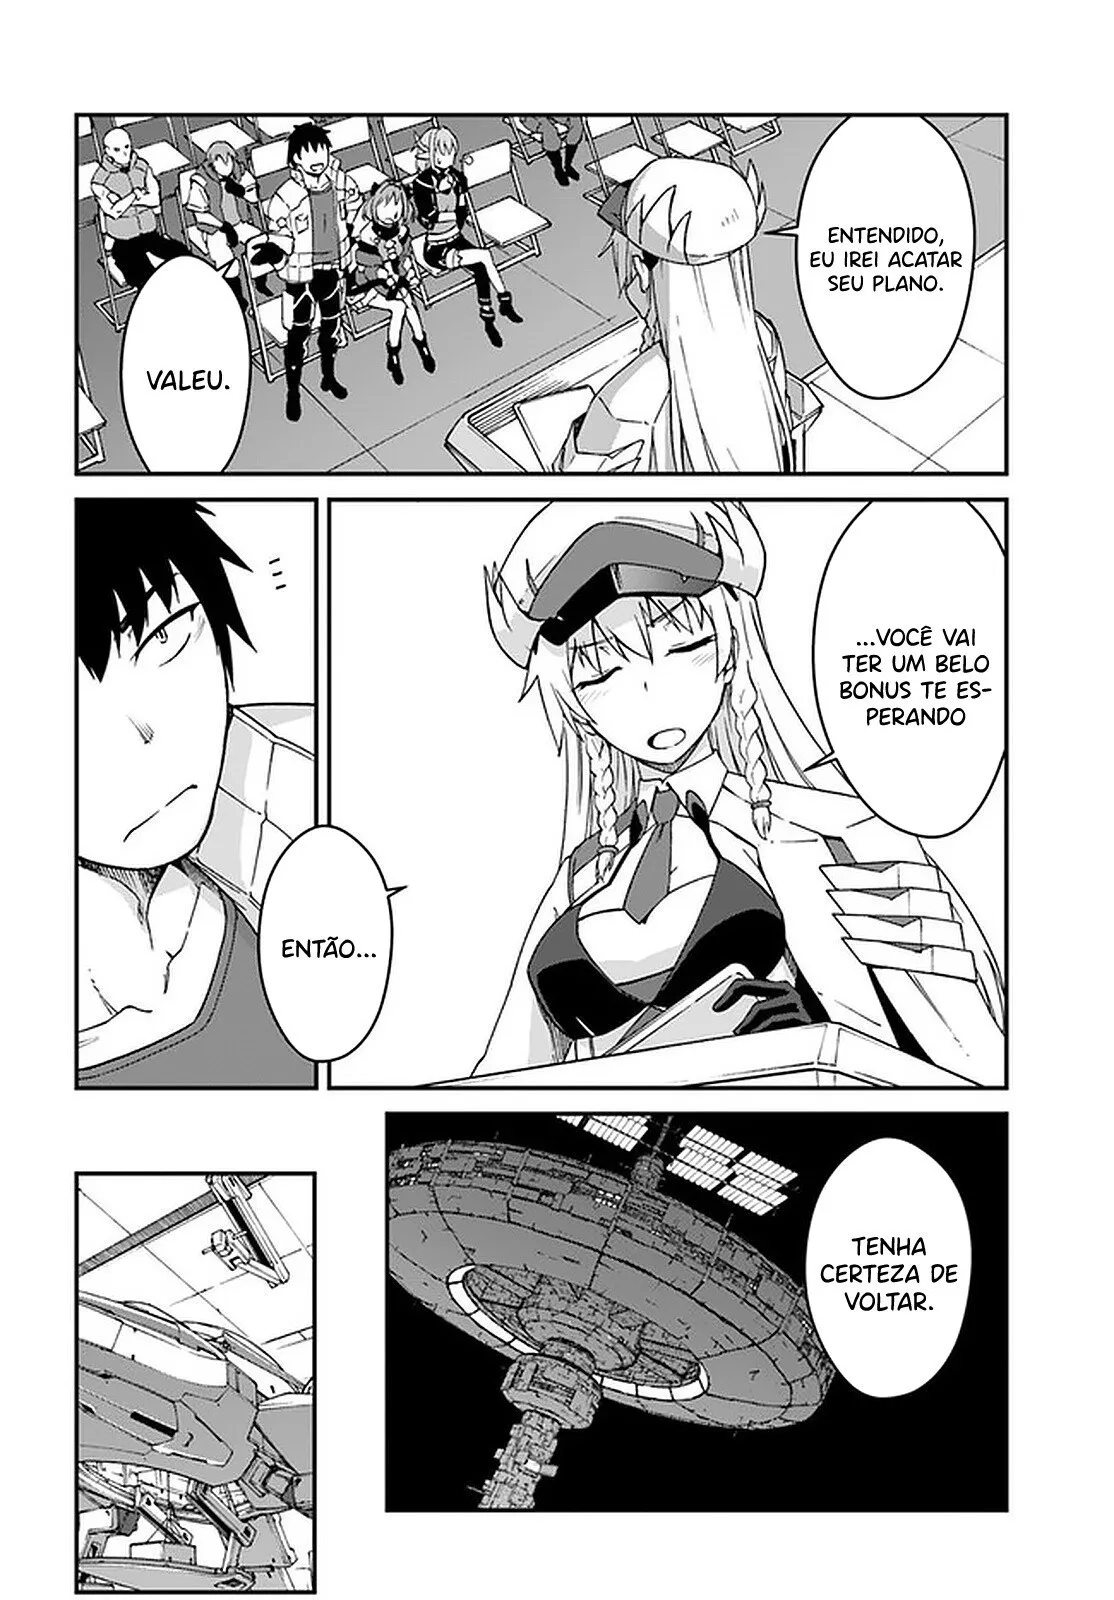 ENTENDIDO,
EU IREI ACATAR
SEU PLANO.
VALEU.
...VOCÊ VAI
TER UM BELO
BONUS TE ES-
PERANDO
ENTÃO...
TENHA
CERTEZA DE
VOLTAR.